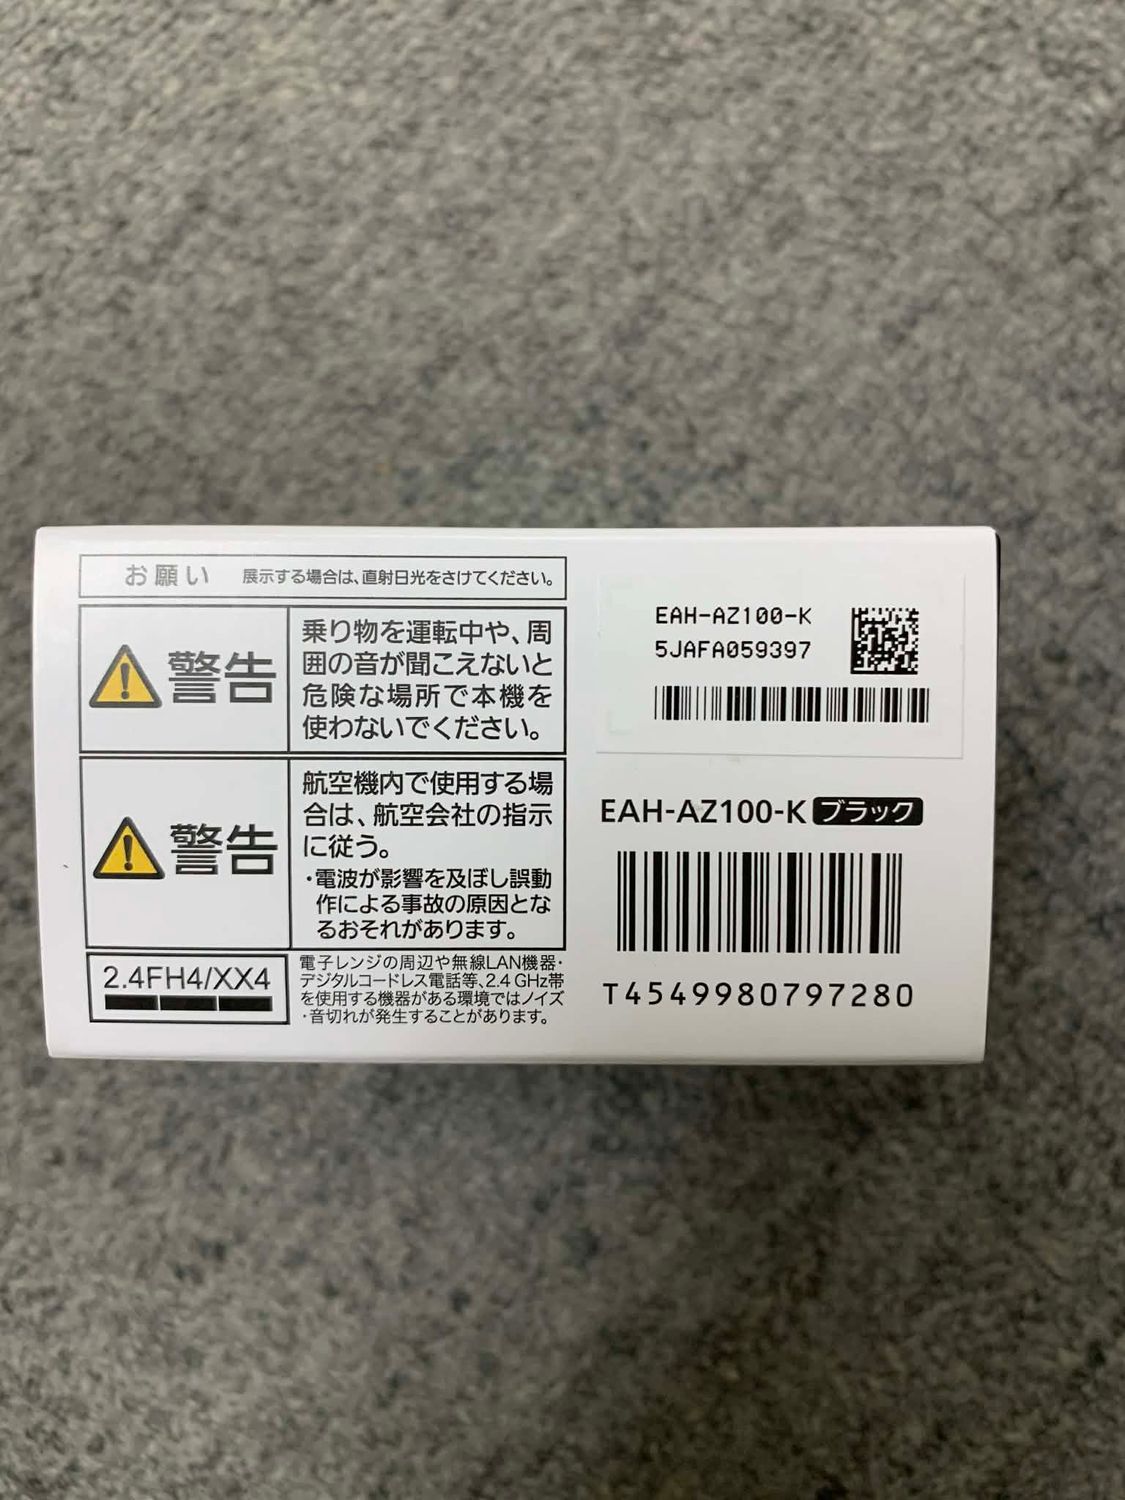 お願い 展示する場合は、直射日光をさけてください。
警告
乗り物を運転中や、周
囲の音が聞こえないと
危険な場所で本機を
使わないでください。
警告
航空機内で使用する場
合は、航空会社の指示
に従う。
・電波が影響を及ぼし誤動
作による事故の原因とな
るおそれがあります。
2.4FH4/XX4
電子レンジの周辺や無線LAN機器・
デジタルコードレス電話等、2.4 GHz帯
を使用する機器がある環境ではノイズ
・音切れが発生することがあります。
EAH-AZ100-K
5JAFA059397
EAH-AZ100-K ブラック
T4549980797280